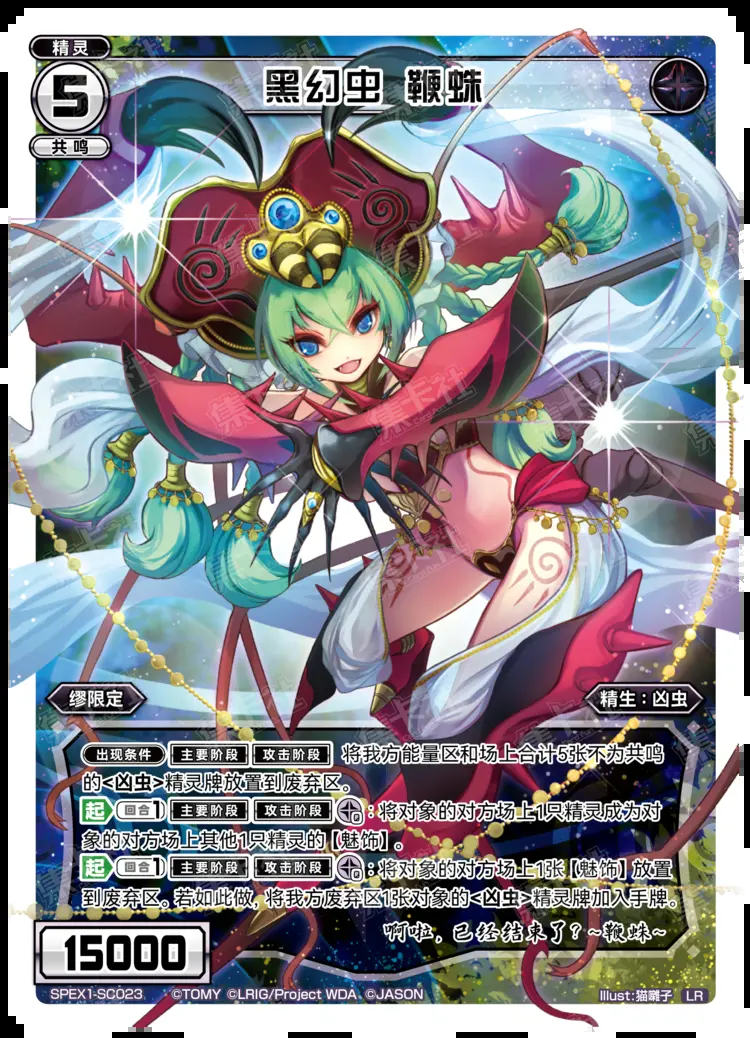 精灵
5
黑幻虫 鞭蛛
共鸣
缪限定
精生：凶虫
出现条件 主要阶段 攻击阶段 将我方能量区和场上合计5张不为共鸣
的<凶虫>精灵牌放置到废弃区。
起 回合1 主要阶段 攻击阶段 0：将对象的对方场上1只精灵成为对
象的对方场上其他1只精灵的【魅饰】。
起 回合1 主要阶段 攻击阶段 0：将对象的对方场上1张【魅饰】放置
到废弃区。若如此做，将我方废弃区1张对象的<凶虫>精灵牌加入手牌。
啊啦，已经结束了？~鞭蛛~
15000
SPEX1-SC023 ©TOMY ©LRIG/Project WDA ©JASON
Illust:猫囃子 LR
集卡社